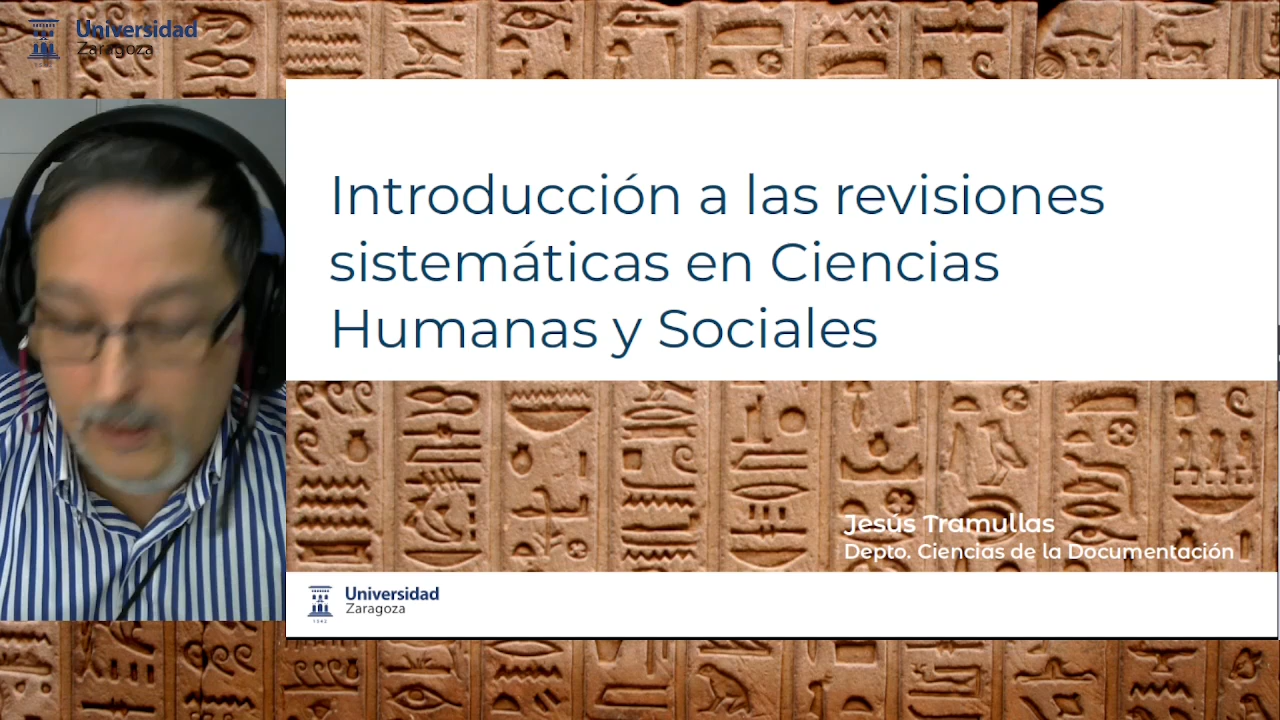 Universidad
Zaragoza
Introducción a las revisiones
sistemáticas en Ciencias
Humanas y Sociales
Jesús Tramullas
Depto. Ciencias de la Documentación
Universidad
Zaragoza
1542